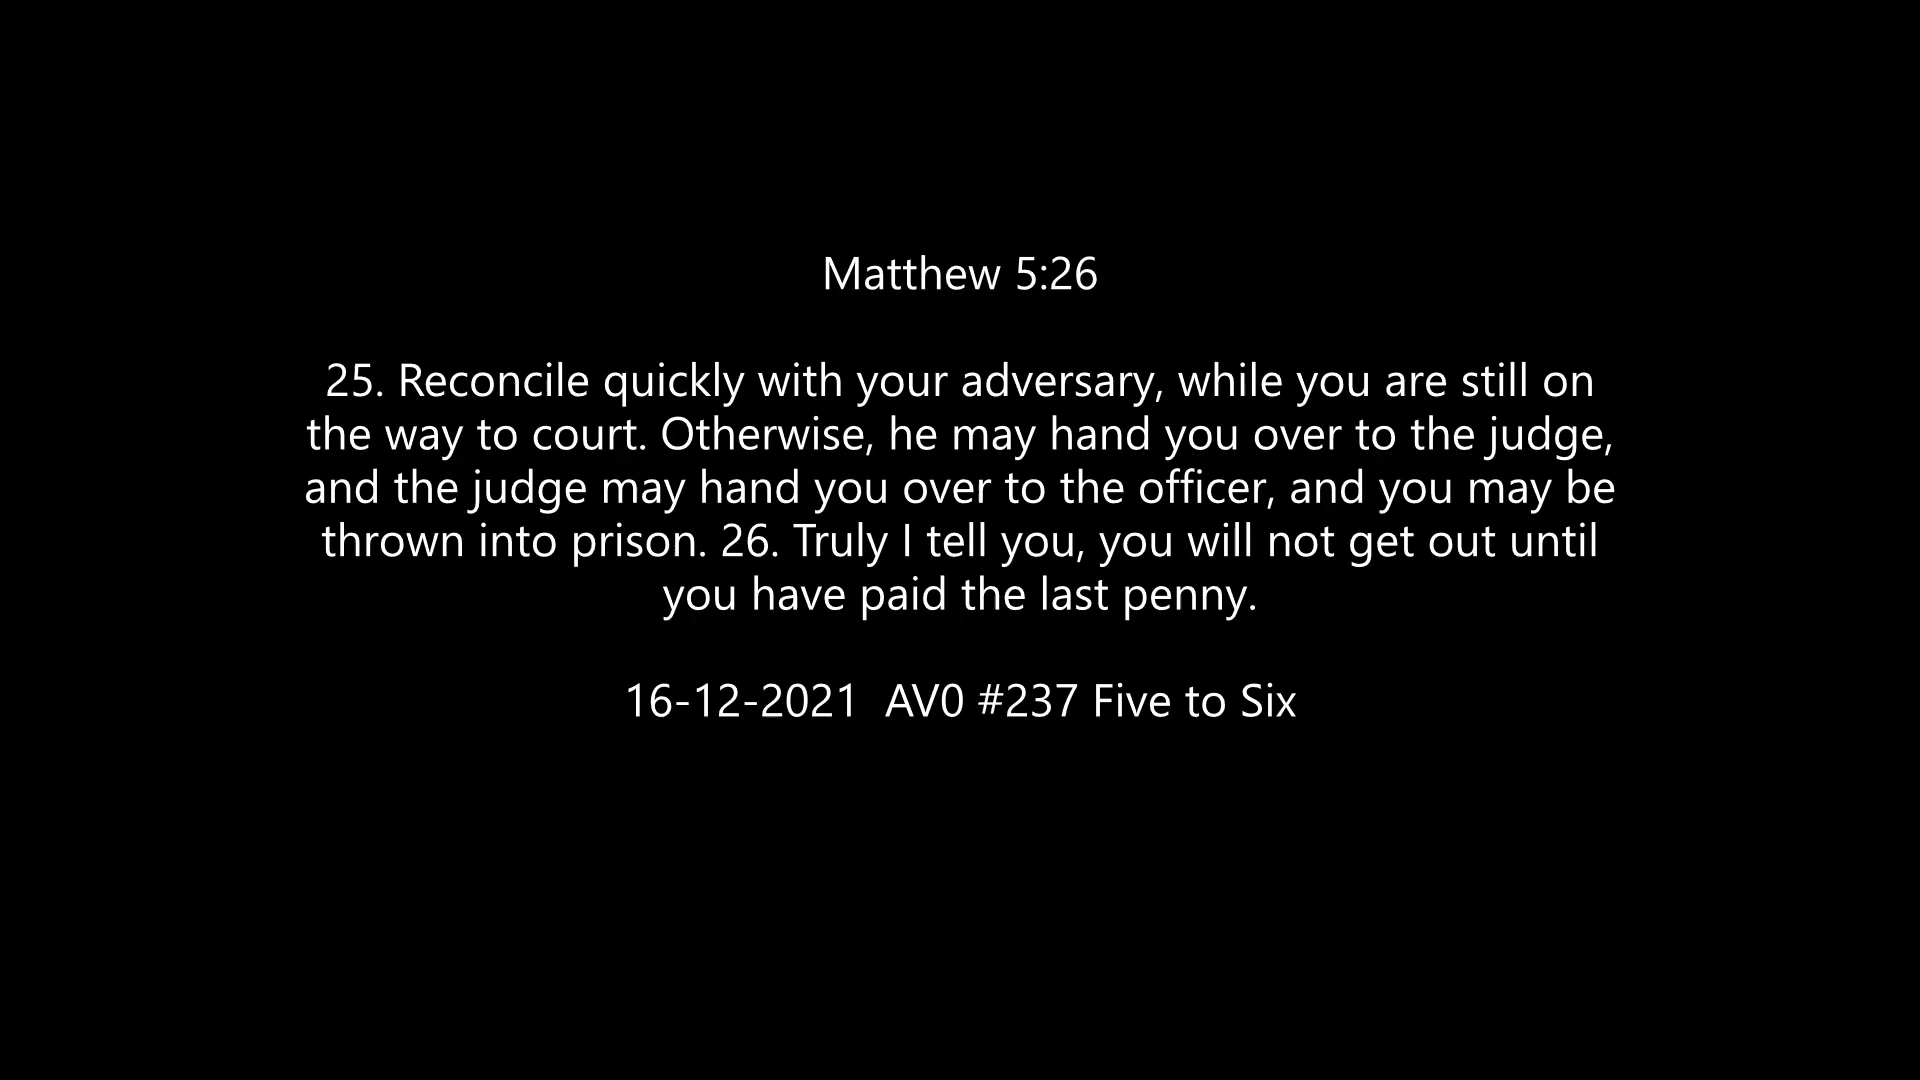 Matthew 5:26
25. Reconcile quickly with your adversary, while you are still on
the way to court. Otherwise, he may hand you over to the judge,
and the judge may hand you over to the officer, and you may be
thrown into prison. 26. Truly I tell you, you will not get out until
you have paid the last penny.
16-12-2021  AV0 #237 Five to Six